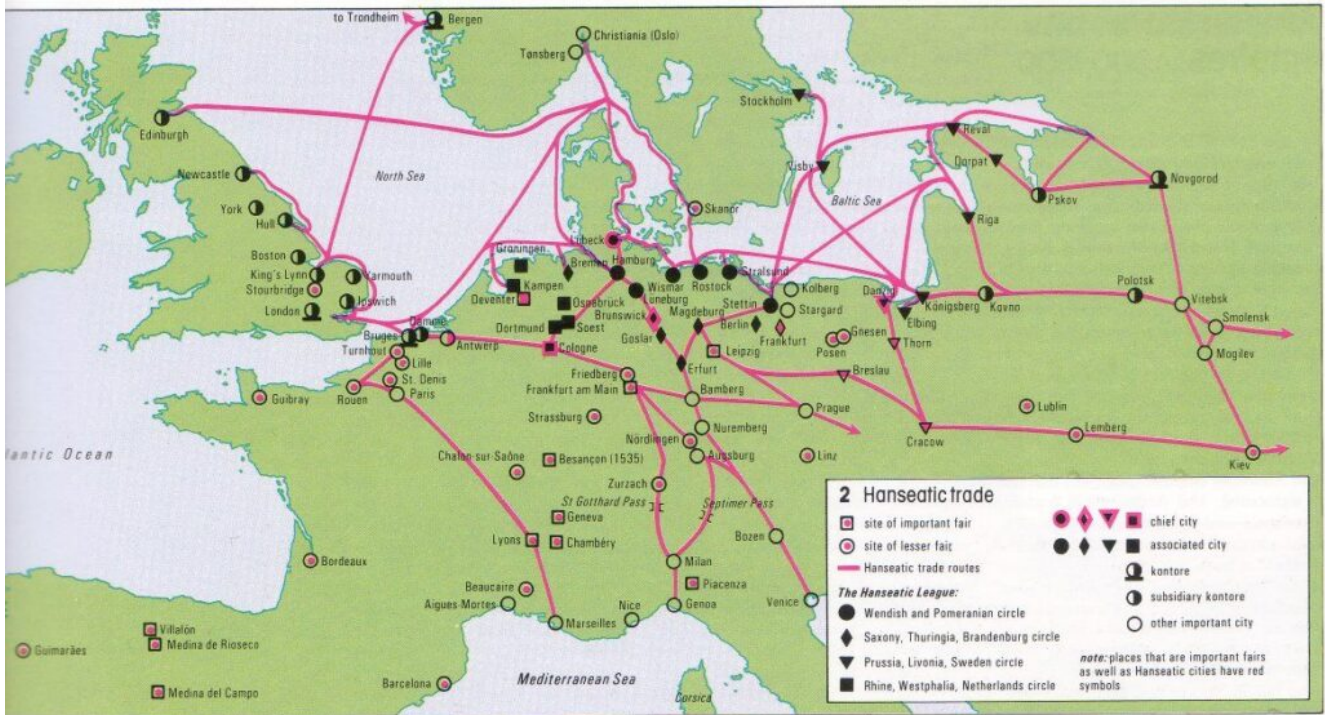 to Trondheim
Bergen
Christiania (Oslo)
Tønsberg
Stockholm
Edinburgh
Reval
Dorpat
Visby
Novgorod
Newcastle
North Sea
Baltic Sea
Pskov
York
Skanör
Hull
Riga
Lübeck
Groningen
Hamburg
Boston
Bremen
King's Lynn
Yarmouth
Kampen
Wismar
Stralsund
Polotsk
Stourbridge
Deventer
Osnabrück
Lüneburg
Rostock
Kolberg
Danzig
Königsberg
Kovno
Vitebsk
Ipswich
Stettin
Brunswick
Magdeburg
Stargard
Elbing
Smolensk
London
Dortmund
Soest
Berlin
Damme
Goslar
Frankfurt
Gnesen
Bruges
Antwerp
Cologne
Leipzig
Posen
Thorn
Mogilev
Turnhout
Lille
Erfurt
Friedberg
Breslau
St. Denis
Frankfurt am Main
Bamberg
Guibray
Rouen
Paris
Prague
Lublin
Strassburg
Nuremberg
Cracow
Lemberg
Nördlingen
Kiev
lantic Ocean
Chalon-sur-Saône
Besançon (1535)
Augsburg
Linz
Zurzach
St Gotthard Pass
Septimer Pass
Geneva
Lyons
Chambéry
Bozen
Bordeaux
Milan
Beaucaire
Piacenza
Aigues-Mortes
Nice
Genoa
Venice
Marseilles
Villalón
Medina de Rioseco
Guimarães
Medina del Campo
Barcelona
Mediterranean Sea
Corsica
2 Hanseatic trade
site of important fair
site of lesser fair
Hanseatic trade routes
The Hanseatic League:
Wendish and Pomeranian circle
Saxony, Thuringia, Brandenburg circle
Prussia, Livonia, Sweden circle
Rhine, Westphalia, Netherlands circle
chief city
associated city
kontore
subsidiary kontore
other important city
note: places that are important fairs
as well as Hanseatic cities have red
symbols